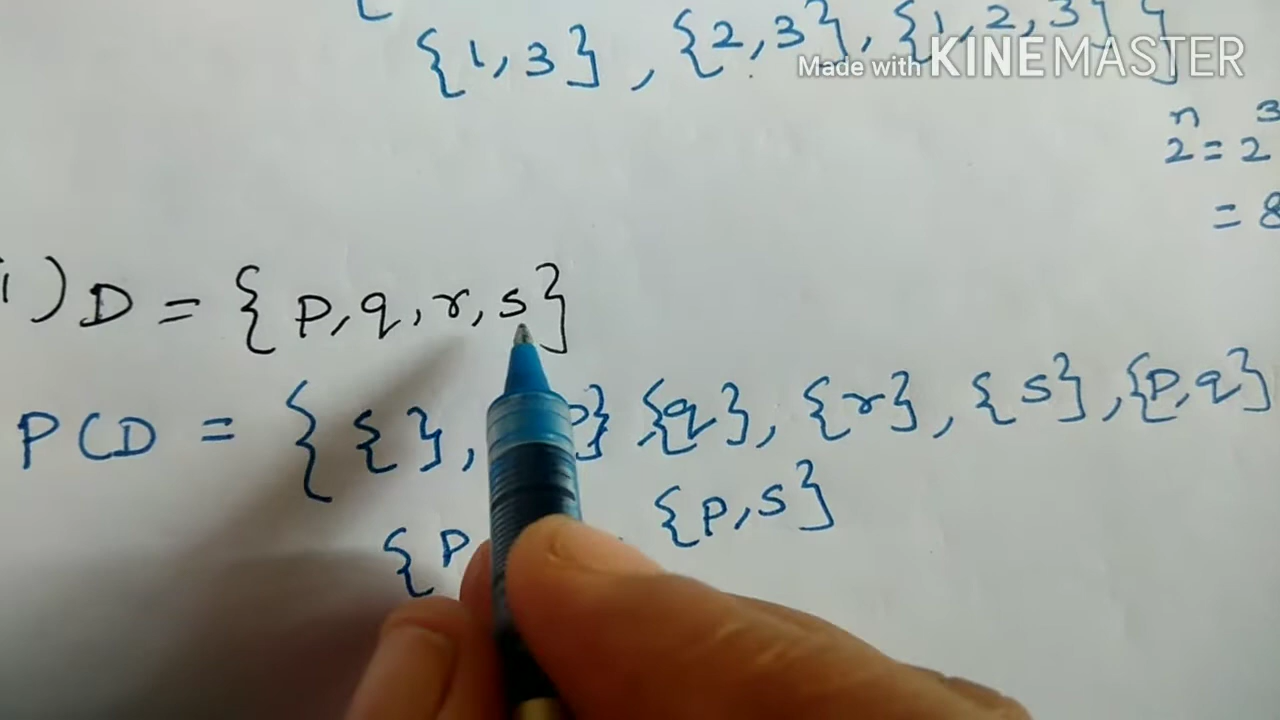 {1,3}, {2,3}, {1,2,3} }
Made with KINEMASTER
n 3
2 = 2
= 8
i) D = {p,q,r,s}
P(D = { { }, p} {q}, {r}, {s}, {p,q}
{p {p,s}